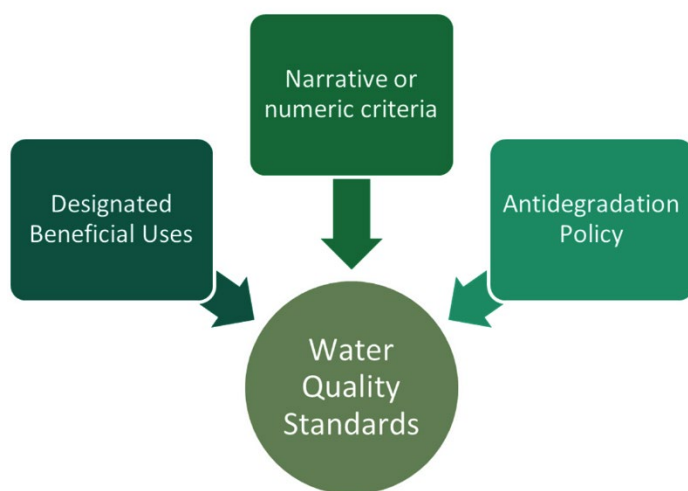 Narrative or
numeric criteria
Designated
Beneficial Uses
Antidegradation
Policy
Water
Quality
Standards